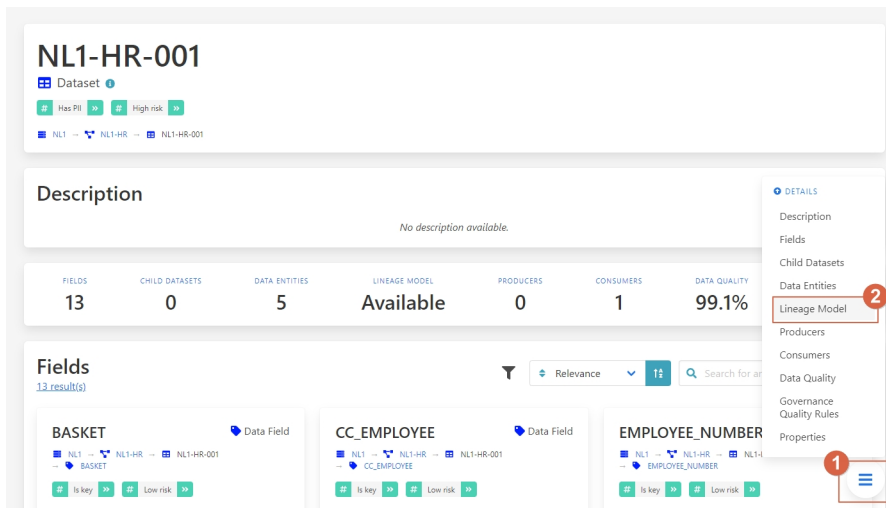 NL1-HR-001
Dataset
# Has PII »  # High risk »
NL1 → NL1-HR → NL1-HR-001
Description
No description available.
FIELDS
13
CHILD DATASETS
0
DATA ENTITIES
5
LINEAGE MODEL
Available
PRODUCERS
0
CONSUMERS
1
DATA QUALITY
99.1%
Fields
13 result(s)
Relevance
Search for
BASKET
Data Field
NL1 → NL1-HR → NL1-HR-001
→ BASKET
# Is key »  # Low risk »
CC_EMPLOYEE
Data Field
NL1 → NL1-HR → NL1-HR-001
→ CC_EMPLOYEE
# Is key »  # Low risk »
EMPLOYEE_NUMBER
NL1 → NL1-HR →
→ EMPLOYEE_NUMBER
# Is key »  # Low risk »
DETAILS
Description
Fields
Child Datasets
Data Entities
Lineage Model
2
Producers
Consumers
Data Quality
Governance
Quality Rules
Properties
1